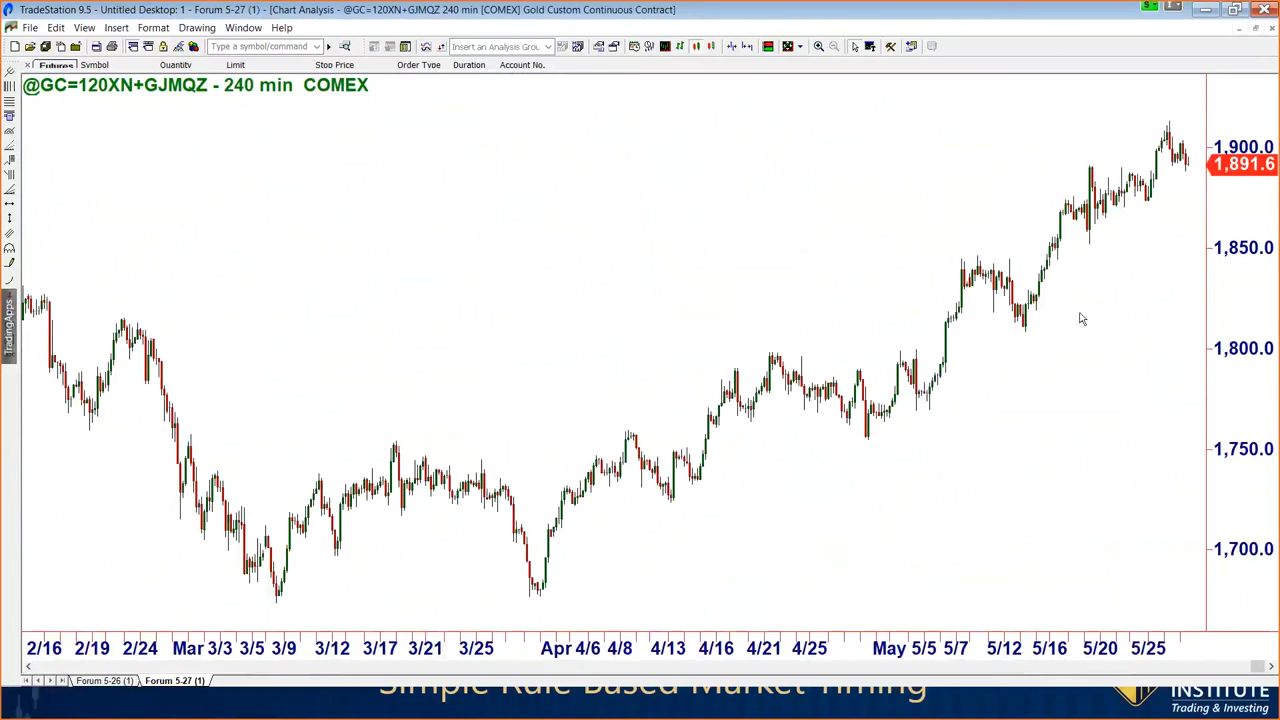 TradeStation 9.5 - Untitled Desktop: 1 - Forum 5-27 (1) - [Chart Analysis - @GC=120XN+GJMQZ 240 min [COMEX] Gold Custom Continuous Contract]
File Edit View Insert Format Drawing Window Help
Type a symbol/command Insert an Analysis Grou
Futures Symbol Quantity Limit Stop Price Order Type Duration Account No.
@GC=120XN+GJMQZ - 240 min COMEX
1,900.0
1,891.6
1,850.0
1,800.0
1,750.0
1,700.0
TradingApps
2/16 2/19 2/24 Mar 3/3 3/5 3/9 3/12 3/17 3/21 3/25 Apr 4/6 4/8 4/13 4/16 4/21 4/25 May 5/5 5/7 5/12 5/16 5/20 5/25
Forum 5-26 (1) Forum 5-27 (1)
Simple Rule Based Market Timing
INSTITUTE
Trading & Investing